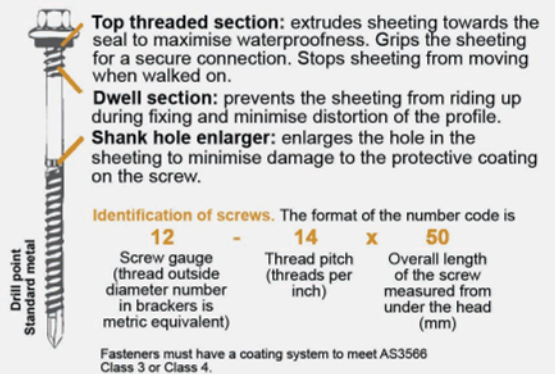 Top threaded section: extrudes sheeting towards the
seal to maximise waterproofness. Grips the sheeting
for a secure connection. Stops sheeting from moving
when walked on.
Dwell section: prevents the sheeting from riding up
during fixing and minimise distortion of the profile.
Shank hole enlarger: enlarges the hole in the
sheeting to minimise damage to the protective coating
on the screw.
Identification of screws. The format of the number code is
12 - 14 x 50
Screw gauge
(thread outside
diameter number
in brackers is
metric equivalent)
Thread pitch
(threads per
inch)
Overall length
of the screw
measured from
under the head
(mm)
Drill point
Standard metal
Fasteners must have a coating system to meet AS3566
Class 3 or Class 4.